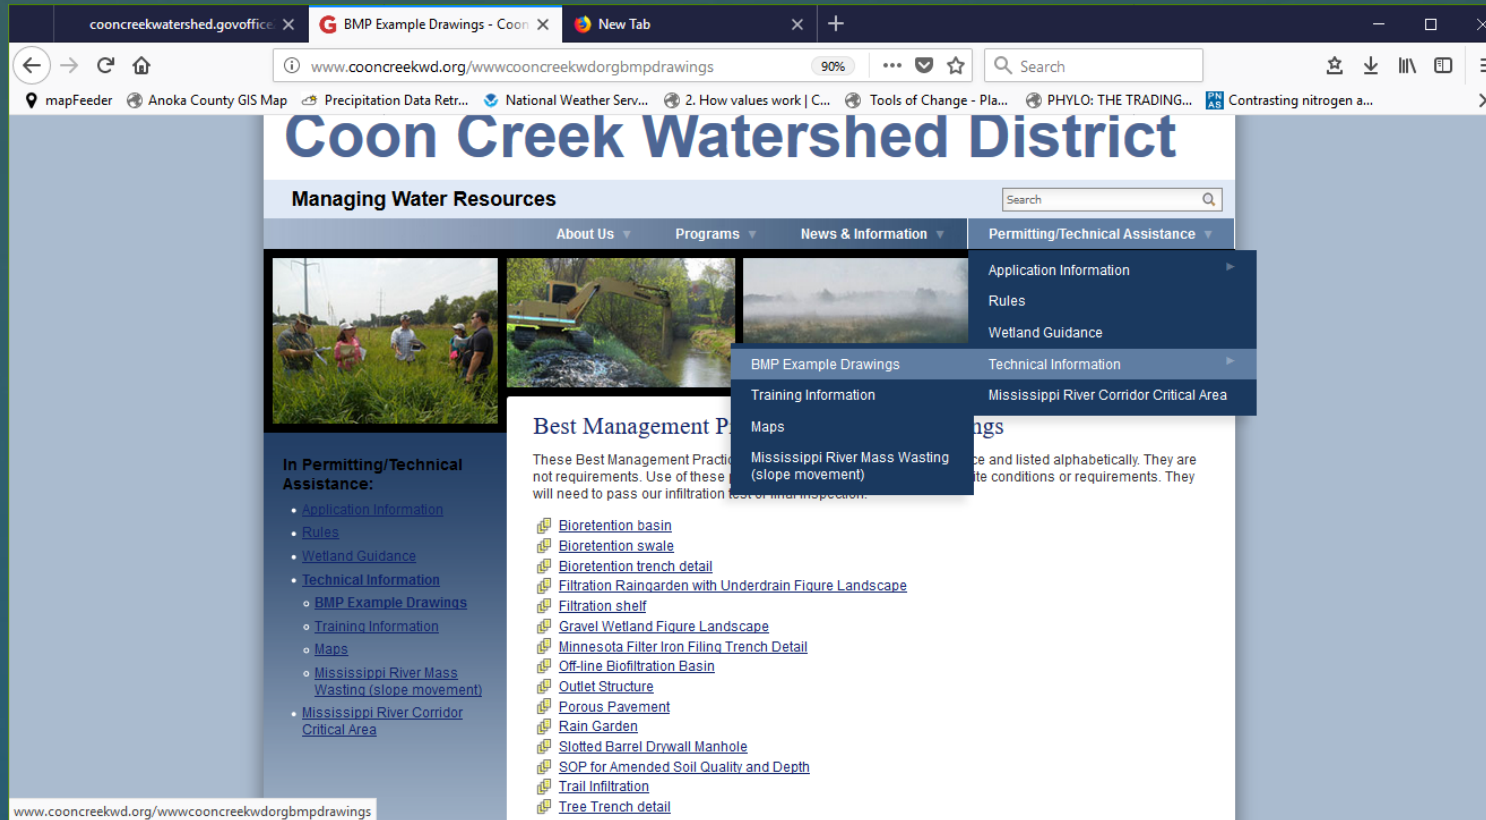 cooncreekwatershed.govoffice
BMP Example Drawings - Coon
New Tab
www.cooncreekwd.org/wwwcooncreekwdorgbmpdrawings
90%
Search
mapFeeder
Anoka County GIS Map
Precipitation Data Retr...
National Weather Serv...
2. How values work | C...
Tools of Change - Pla...
PHYLO: THE TRADING...
PN
AS
Contrasting nitrogen a...
Coon Creek Watershed District
Managing Water Resources
Search
About Us
Programs
News & Information
Permitting/Technical Assistance
Application Information
Rules
Wetland Guidance
Technical Information
Mississippi River Corridor Critical Area
BMP Example Drawings
Training Information
Maps
Mississippi River Mass Wasting
(slope movement)
In Permitting/Technical
Assistance:
Application Information
Rules
Wetland Guidance
Technical Information
BMP Example Drawings
Training Information
Maps
Mississippi River Mass
Wasting (slope movement)
Mississippi River Corridor
Critical Area
Best Management P ngs
These Best Management Practic ce and listed alphabetically. They are
not requirements. Use of these ite conditions or requirements. They
will need to pass our infiltration test or final inspection.
Bioretention basin
Bioretention swale
Bioretention trench detail
Filtration Raingarden with Underdrain Figure Landscape
Filtration shelf
Gravel Wetland Figure Landscape
Minnesota Filter Iron Filing Trench Detail
Off-line Biofiltration Basin
Outlet Structure
Porous Pavement
Rain Garden
Slotted Barrel Drywall Manhole
SOP for Amended Soil Quality and Depth
Trail Infiltration
Tree Trench detail
www.cooncreekwd.org/wwwcooncreekwdorgbmpdrawings